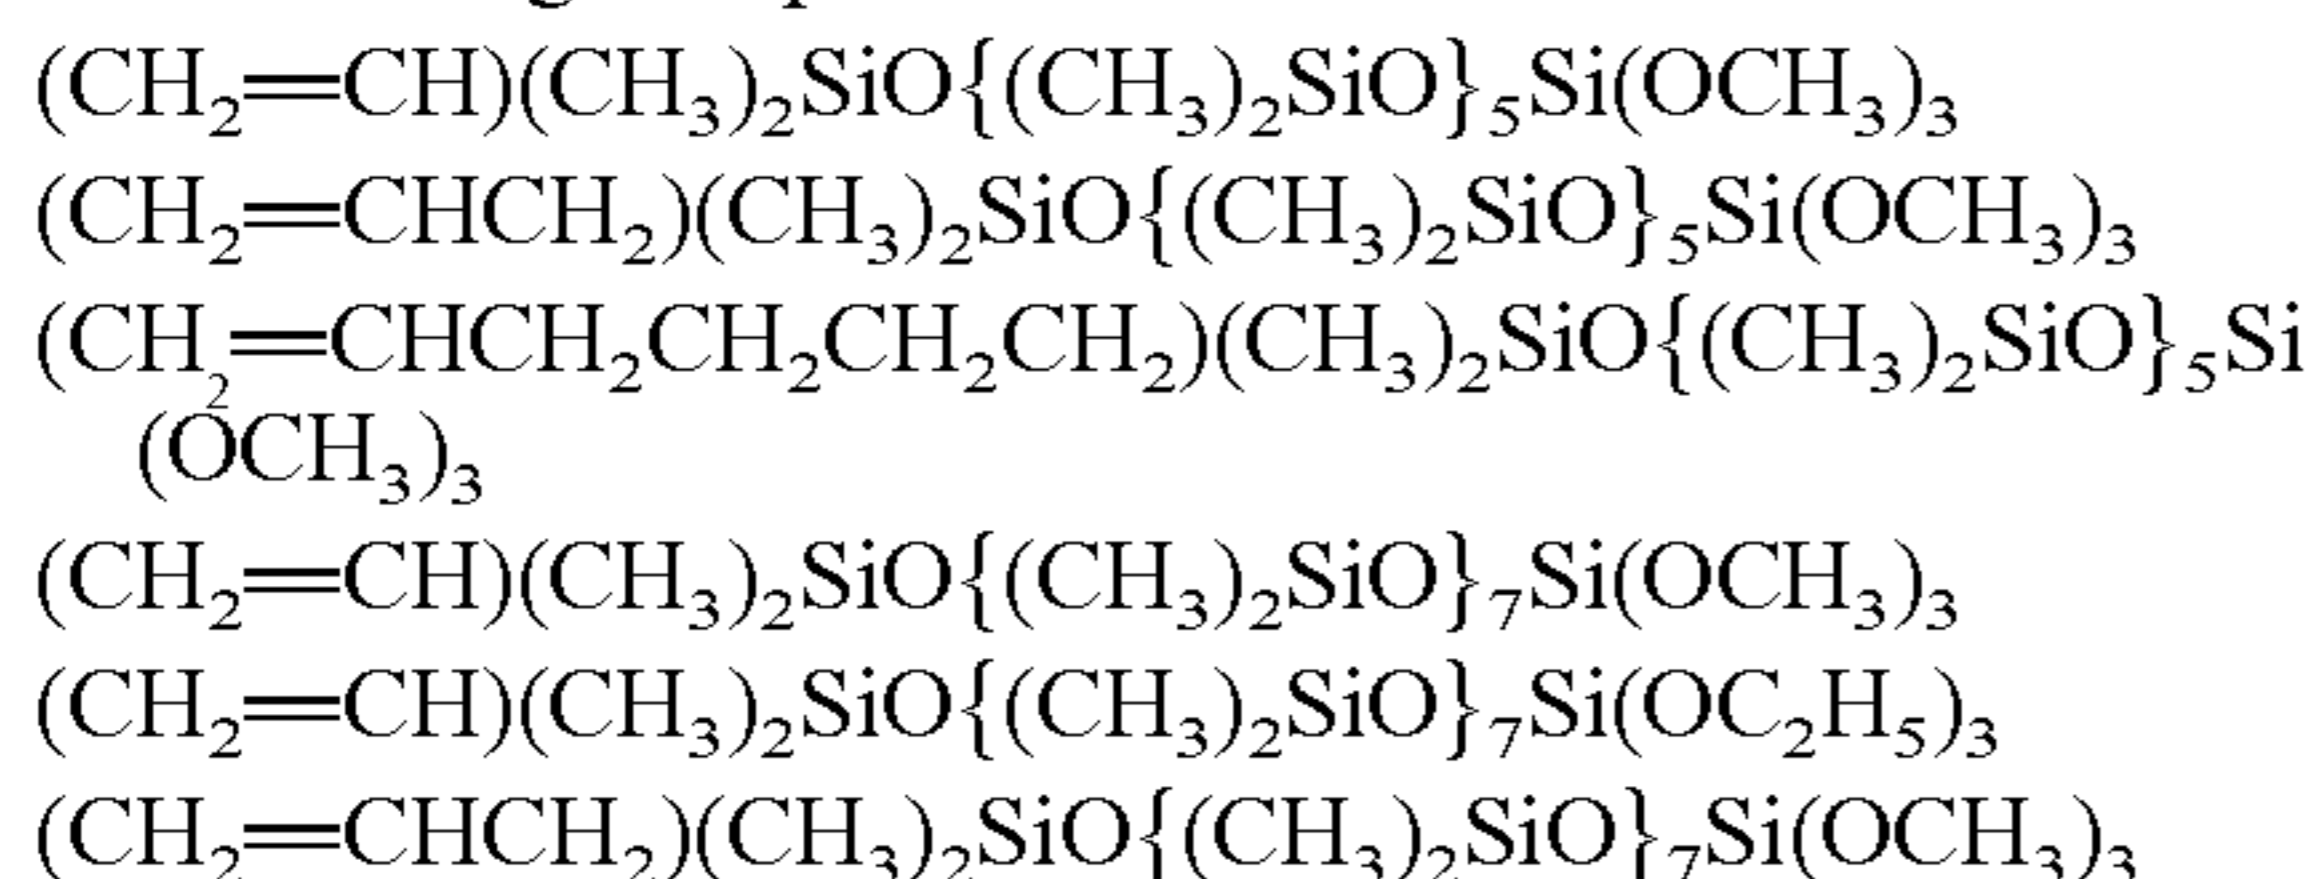 (CH₂═CH)(CH₃)₂SiO{(CH₃)₂SiO}₅Si(OCH₃)₃
(CH₂═CHCH₂)(CH₃)₂SiO{(CH₃)₂SiO}₅Si(OCH₃)₃
(CH₂═CHCH₂CH₂CH₂CH₂)(CH₃)₂SiO{(CH₃)₂SiO}₅Si
(OCH₃)₃
(CH₂═CH)(CH₃)₂SiO{(CH₃)₂SiO}₇Si(OCH₃)₃
(CH₂═CH)(CH₃)₂SiO{(CH₃)₂SiO}₇Si(OC₂H₅)₃
(CH₂═CHCH₂)(CH₃)₂SiO{(CH₃)₂SiO}₇Si(OCH₃)₃